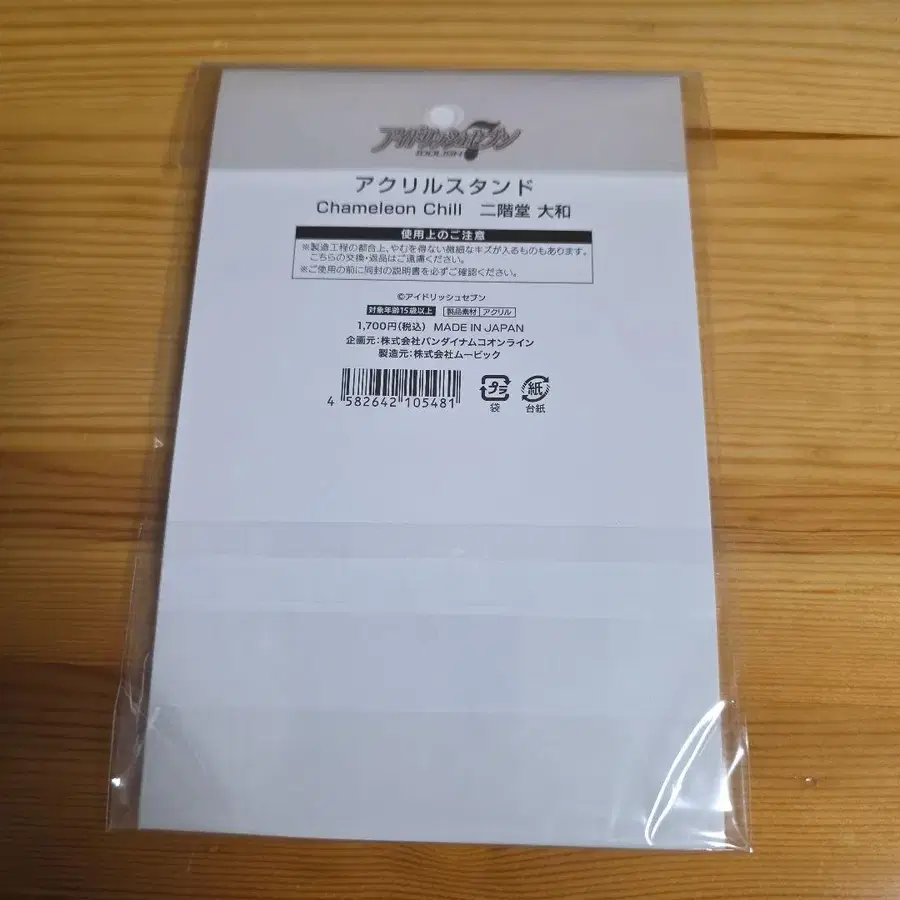 アイドリッシュセブン
IDOLiSH7
アクリルスタンド
Chameleon Chill 二階堂 大和
使用上のご注意
※製造工程の都合上、やむを得ない微細なキズが入るものもあります。
こちらの交換・返品はご遠慮ください。
※ご使用の前に同封の説明書を必ずご確認ください。
©アイドリッシュセブン
対象年齢15歳以上 製品素材 アクリル
1,700円(税込) MADE IN JAPAN
企画元:株式会社バンダイナムコオンライン
製造元:株式会社ムービック
4 582642 105481
プラ 紙
袋 台紙